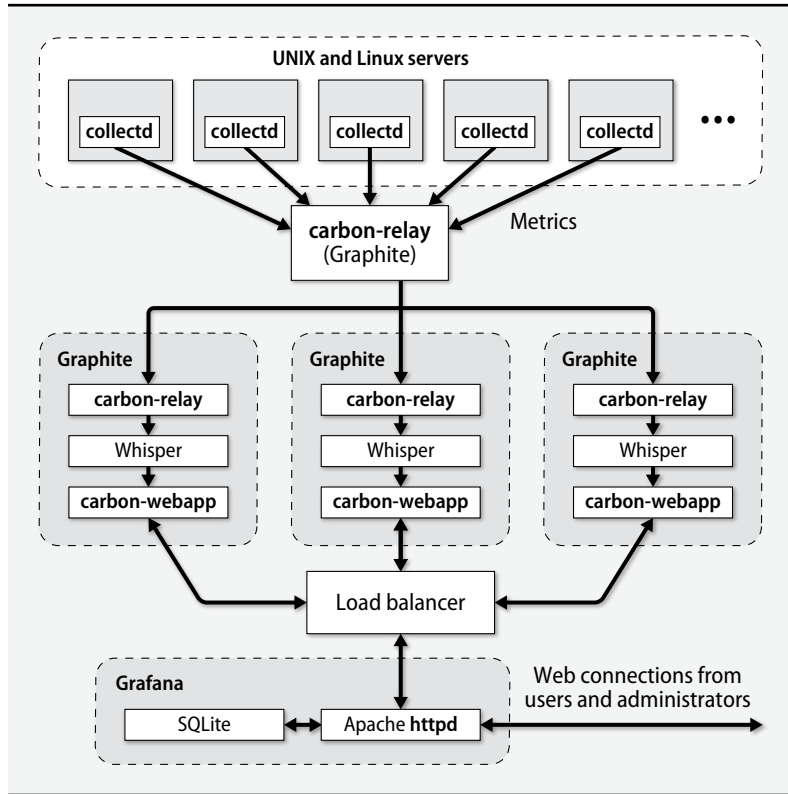 UNIX and Linux servers
collectd
collectd
collectd
collectd
collectd
•••
carbon-relay
(Graphite)
Metrics
Graphite
carbon-relay
Whisper
carbon-webapp
Graphite
carbon-relay
Whisper
carbon-webapp
Graphite
carbon-relay
Whisper
carbon-webapp
Load balancer
Grafana
SQLite
Apache httpd
Web connections from
users and administrators